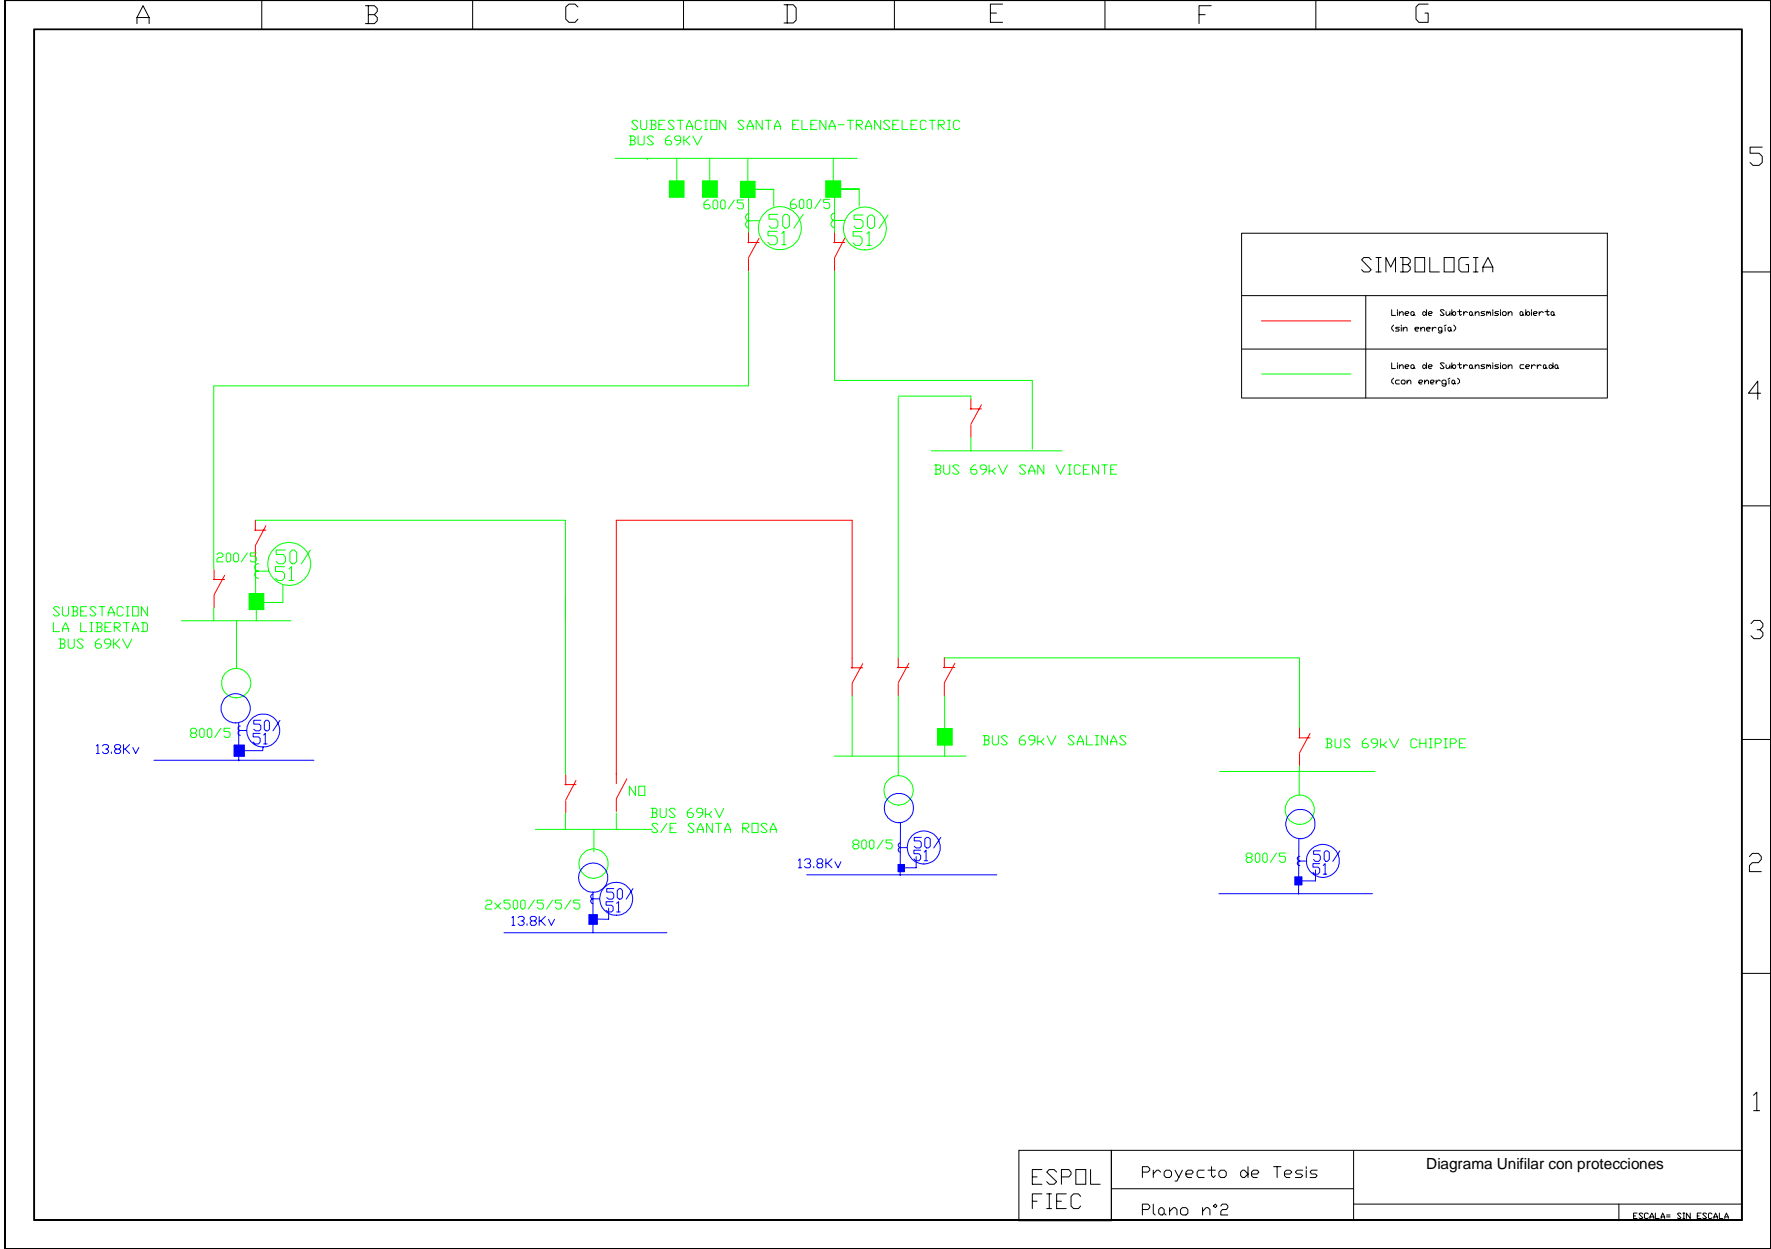 A B C D E F G
5
4
3
2
1
SUBESTACION SANTA ELENA-TRANSELECTRIC
BUS 69KV
600/5
50/
51
600/5
50/
51
SIMBOLOGIA
Linea de Subtransmision abierta
(sin energía)
Linea de Subtransmision cerrada
(con energía)
BUS 69kV SAN VICENTE
200/5
50/
51
SUBESTACION
LA LIBERTAD
BUS 69KV
800/5
50/
51
13.8Kv
NO
BUS 69kV
S/E SANTA ROSA
2x500/5/5/5
50/
51
13.8Kv
BUS 69kV SALINAS
800/5
50/
51
13.8Kv
BUS 69kV CHIPIPE
800/5
50/
51
ESPOL
FIEC
Proyecto de Tesis
Plano n°2
Diagrama Unifilar con protecciones
ESCALA= SIN ESCALA